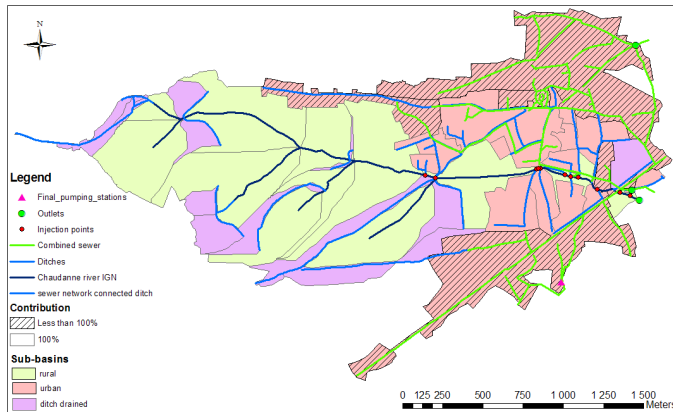 N
Legend
Final_pumping_stations
Outlets
Injection points
Combined sewer
Ditches
Chaudanne river IGN
sewer network connected ditch
Contribution
Less than 100%
100%
Sub-basins
rural
urban
ditch drained
0 125 250 500 750 1 000 1 250 1 500
Meters